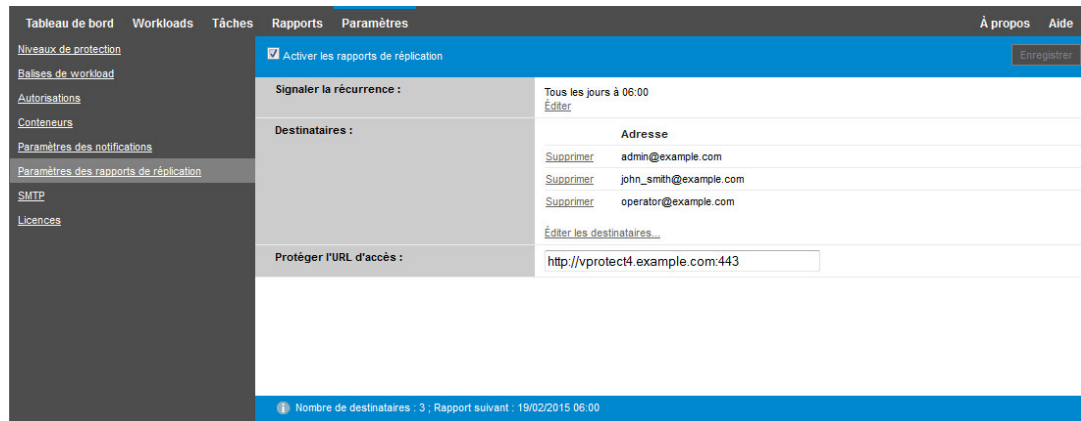 Tableau de bord Workloads Tâches Rapports Paramètres À propos Aide
Niveaux de protection
Balises de workload
Autorisations
Conteneurs
Paramètres des notifications
Paramètres des rapports de réplication
SMTP
Licences
Activer les rapports de réplication Enregistrer
Signaler la récurrence : Tous les jours à 06:00
Éditer
Destinataires :
Adresse
Supprimer admin@example.com
Supprimer john_smith@example.com
Supprimer operator@example.com
Éditer les destinataires...
Protéger l'URL d'accès : http://vprotect4.example.com:443
Nombre de destinataires : 3 ; Rapport suivant : 19/02/2015 06:00